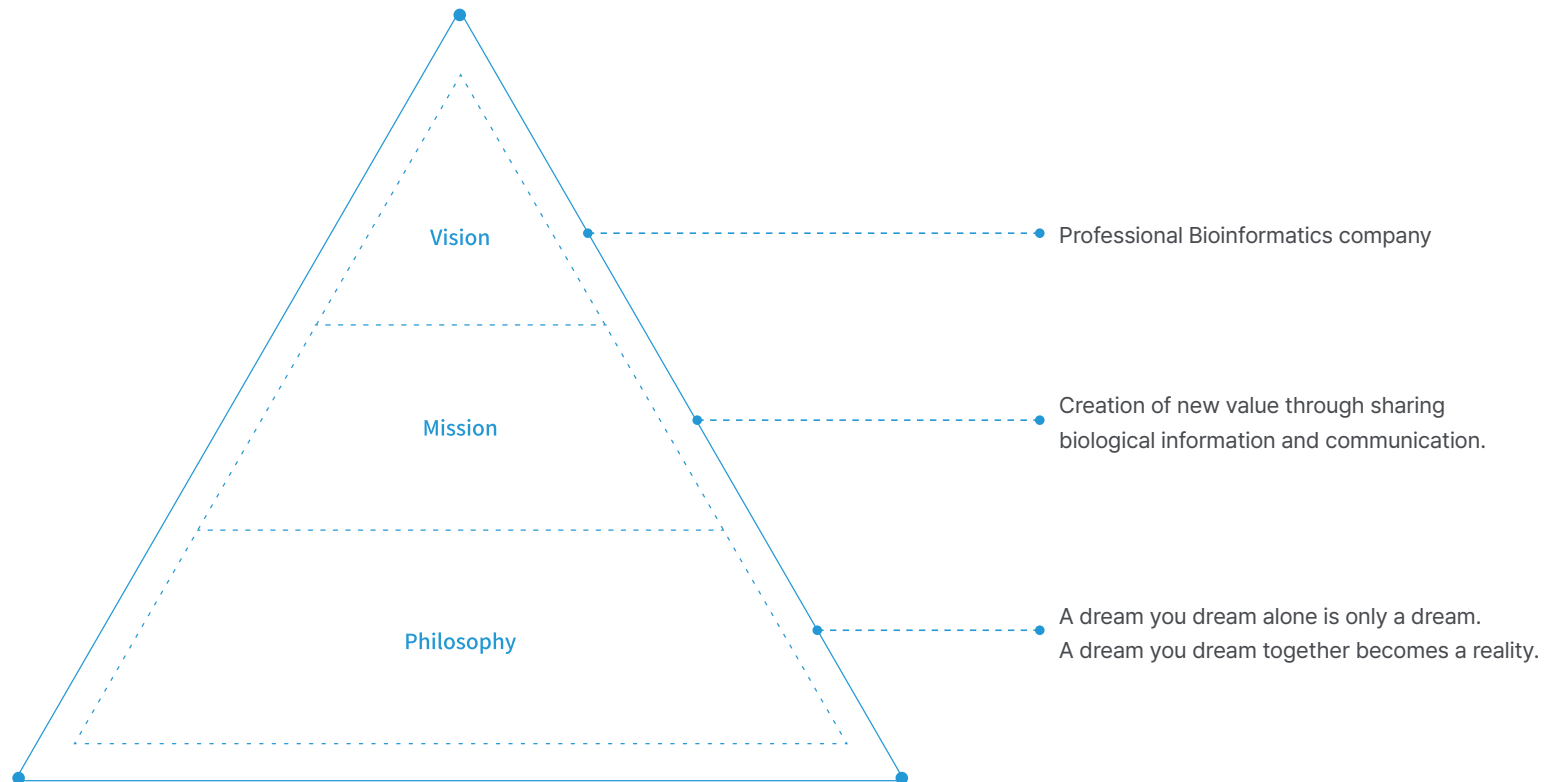 Vision
Professional Bioinformatics company
Mission
Creation of new value through sharing
biological information and communication.
Philosophy
A dream you dream alone is only a dream.
A dream you dream together becomes a reality.